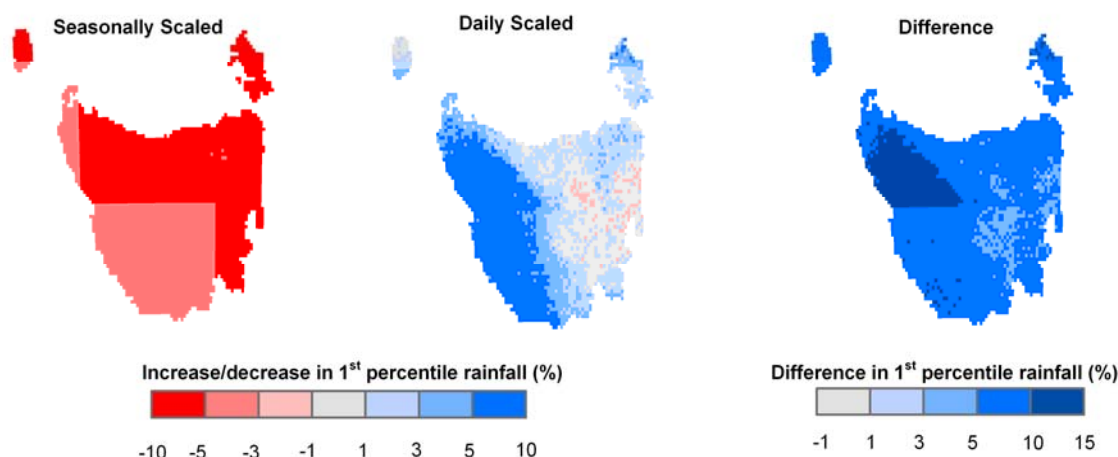 Seasonally Scaled
Daily Scaled
Difference
Increase/decrease in 1st percentile rainfall (%)
-10 -5 -3 -1 1 3 5 10
Difference in 1st percentile rainfall (%)
-1 1 3 5 10 15